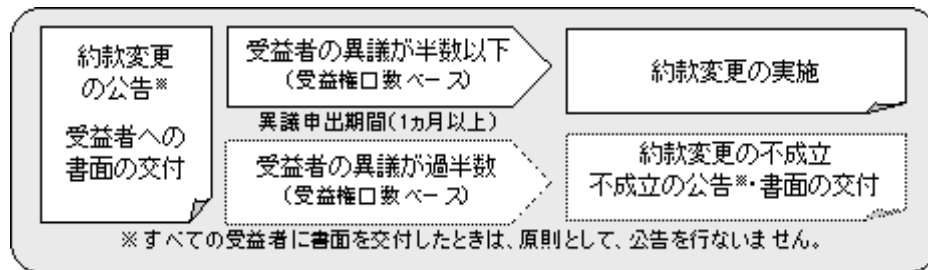 約款変更
の公告※
受益者への
書面の交付
受益者の異議が半数以下
(受益権口数ベース)
異議申出期間(1ヵ月以上)
受益者の異議が過半数
(受益権口数ベース)
約款変更の実施
約款変更の不成立
不成立の公告※・書面の交付
※すべての受益者に書面を交付したときは、原則として、公告を行ないません。